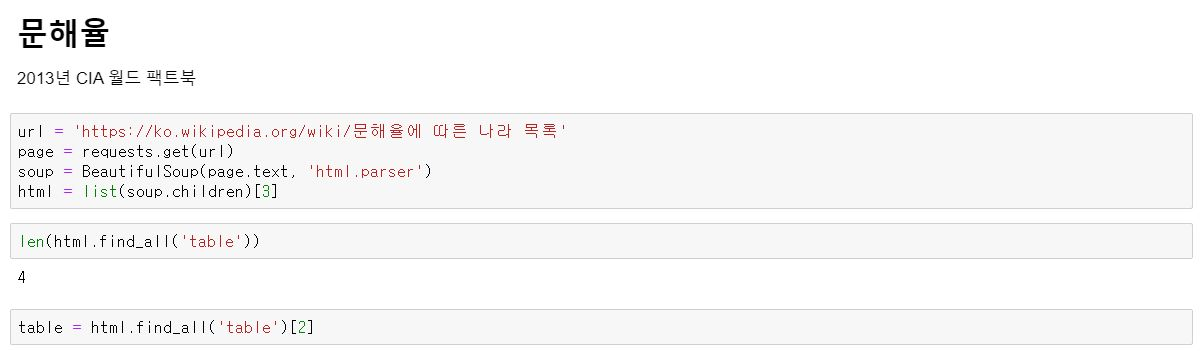 문해율
2013년 CIA 월드 팩트북
url = 'https://ko.wikipedia.org/wiki/문해율에 따른 나라 목록'
page = requests.get(url)
soup = BeautifulSoup(page.text, 'html.parser')
html = list(soup.children)[3]
len(html.find_all('table'))
4
table = html.find_all('table')[2]